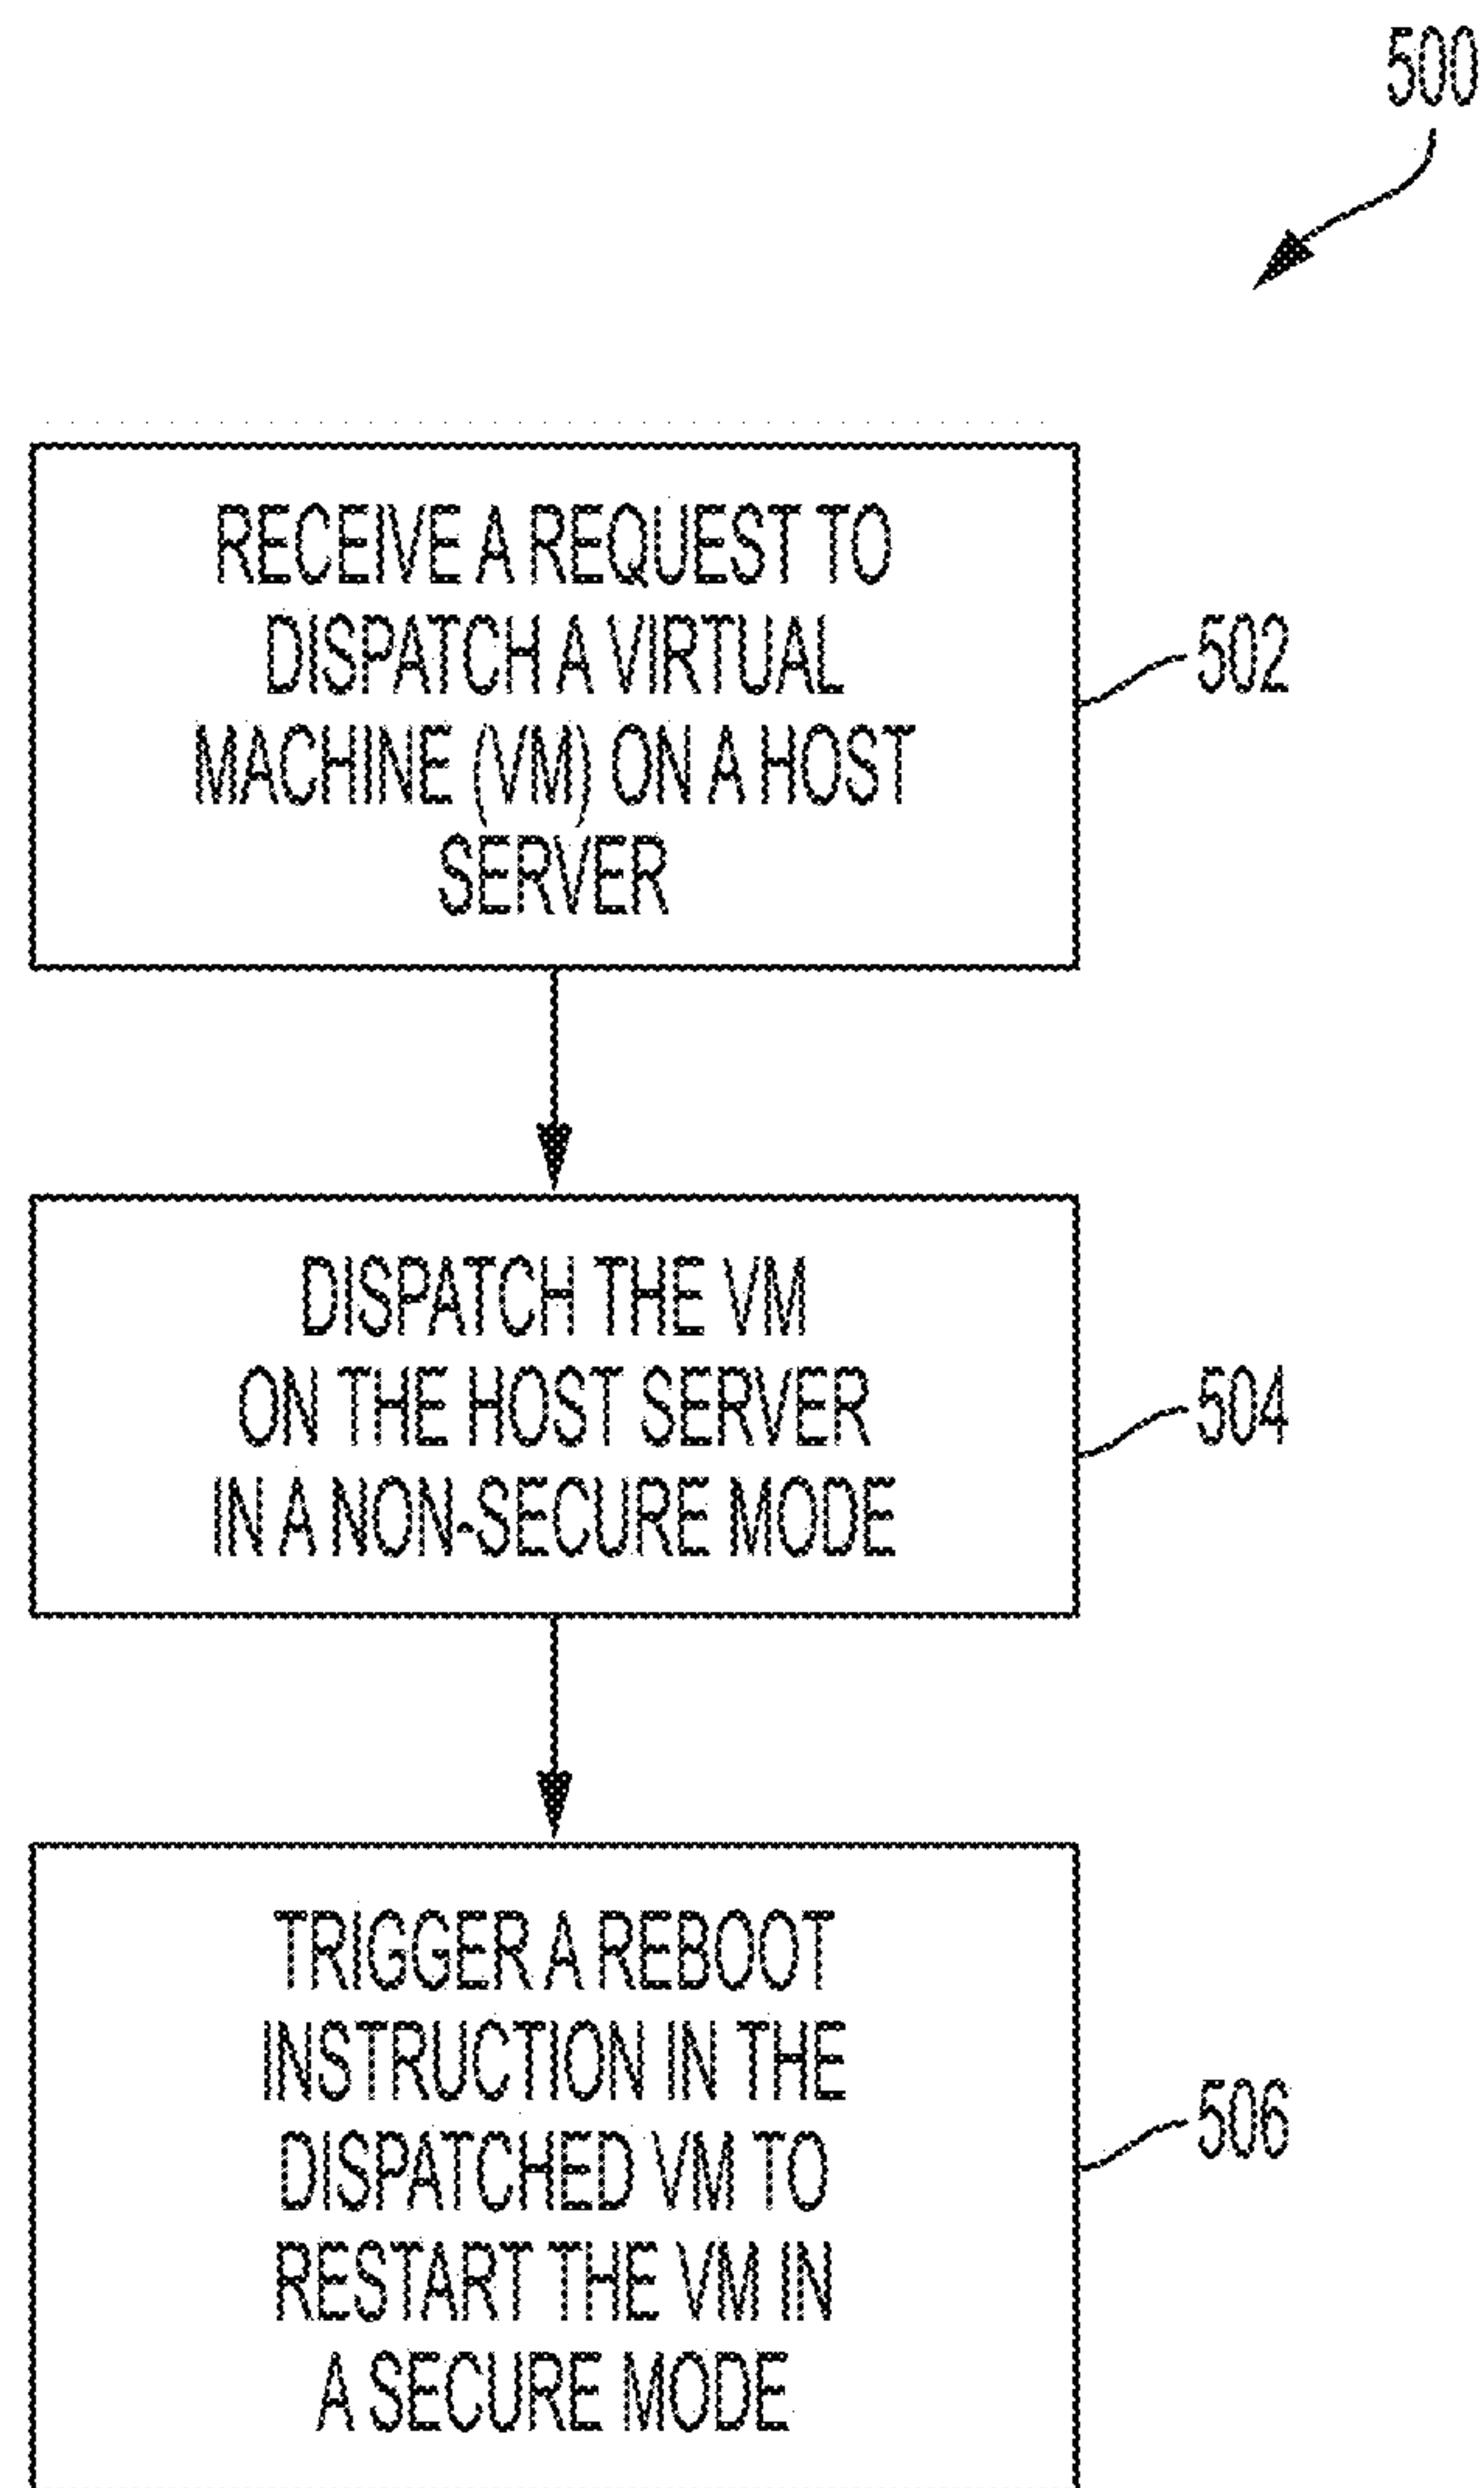 500
RECEIVE A REQUEST TO
DISPATCH A VIRTUAL
MACHINE (VM) ON A HOST
SERVER
502
DISPATCH THE VM
ON THE HOST SERVER
IN A NON-SECURE MODE
504
TRIGGER A REBOOT
INSTRUCTION IN THE
DISPATCHED VM TO
RESTART THE VM IN
A SECURE MODE
506